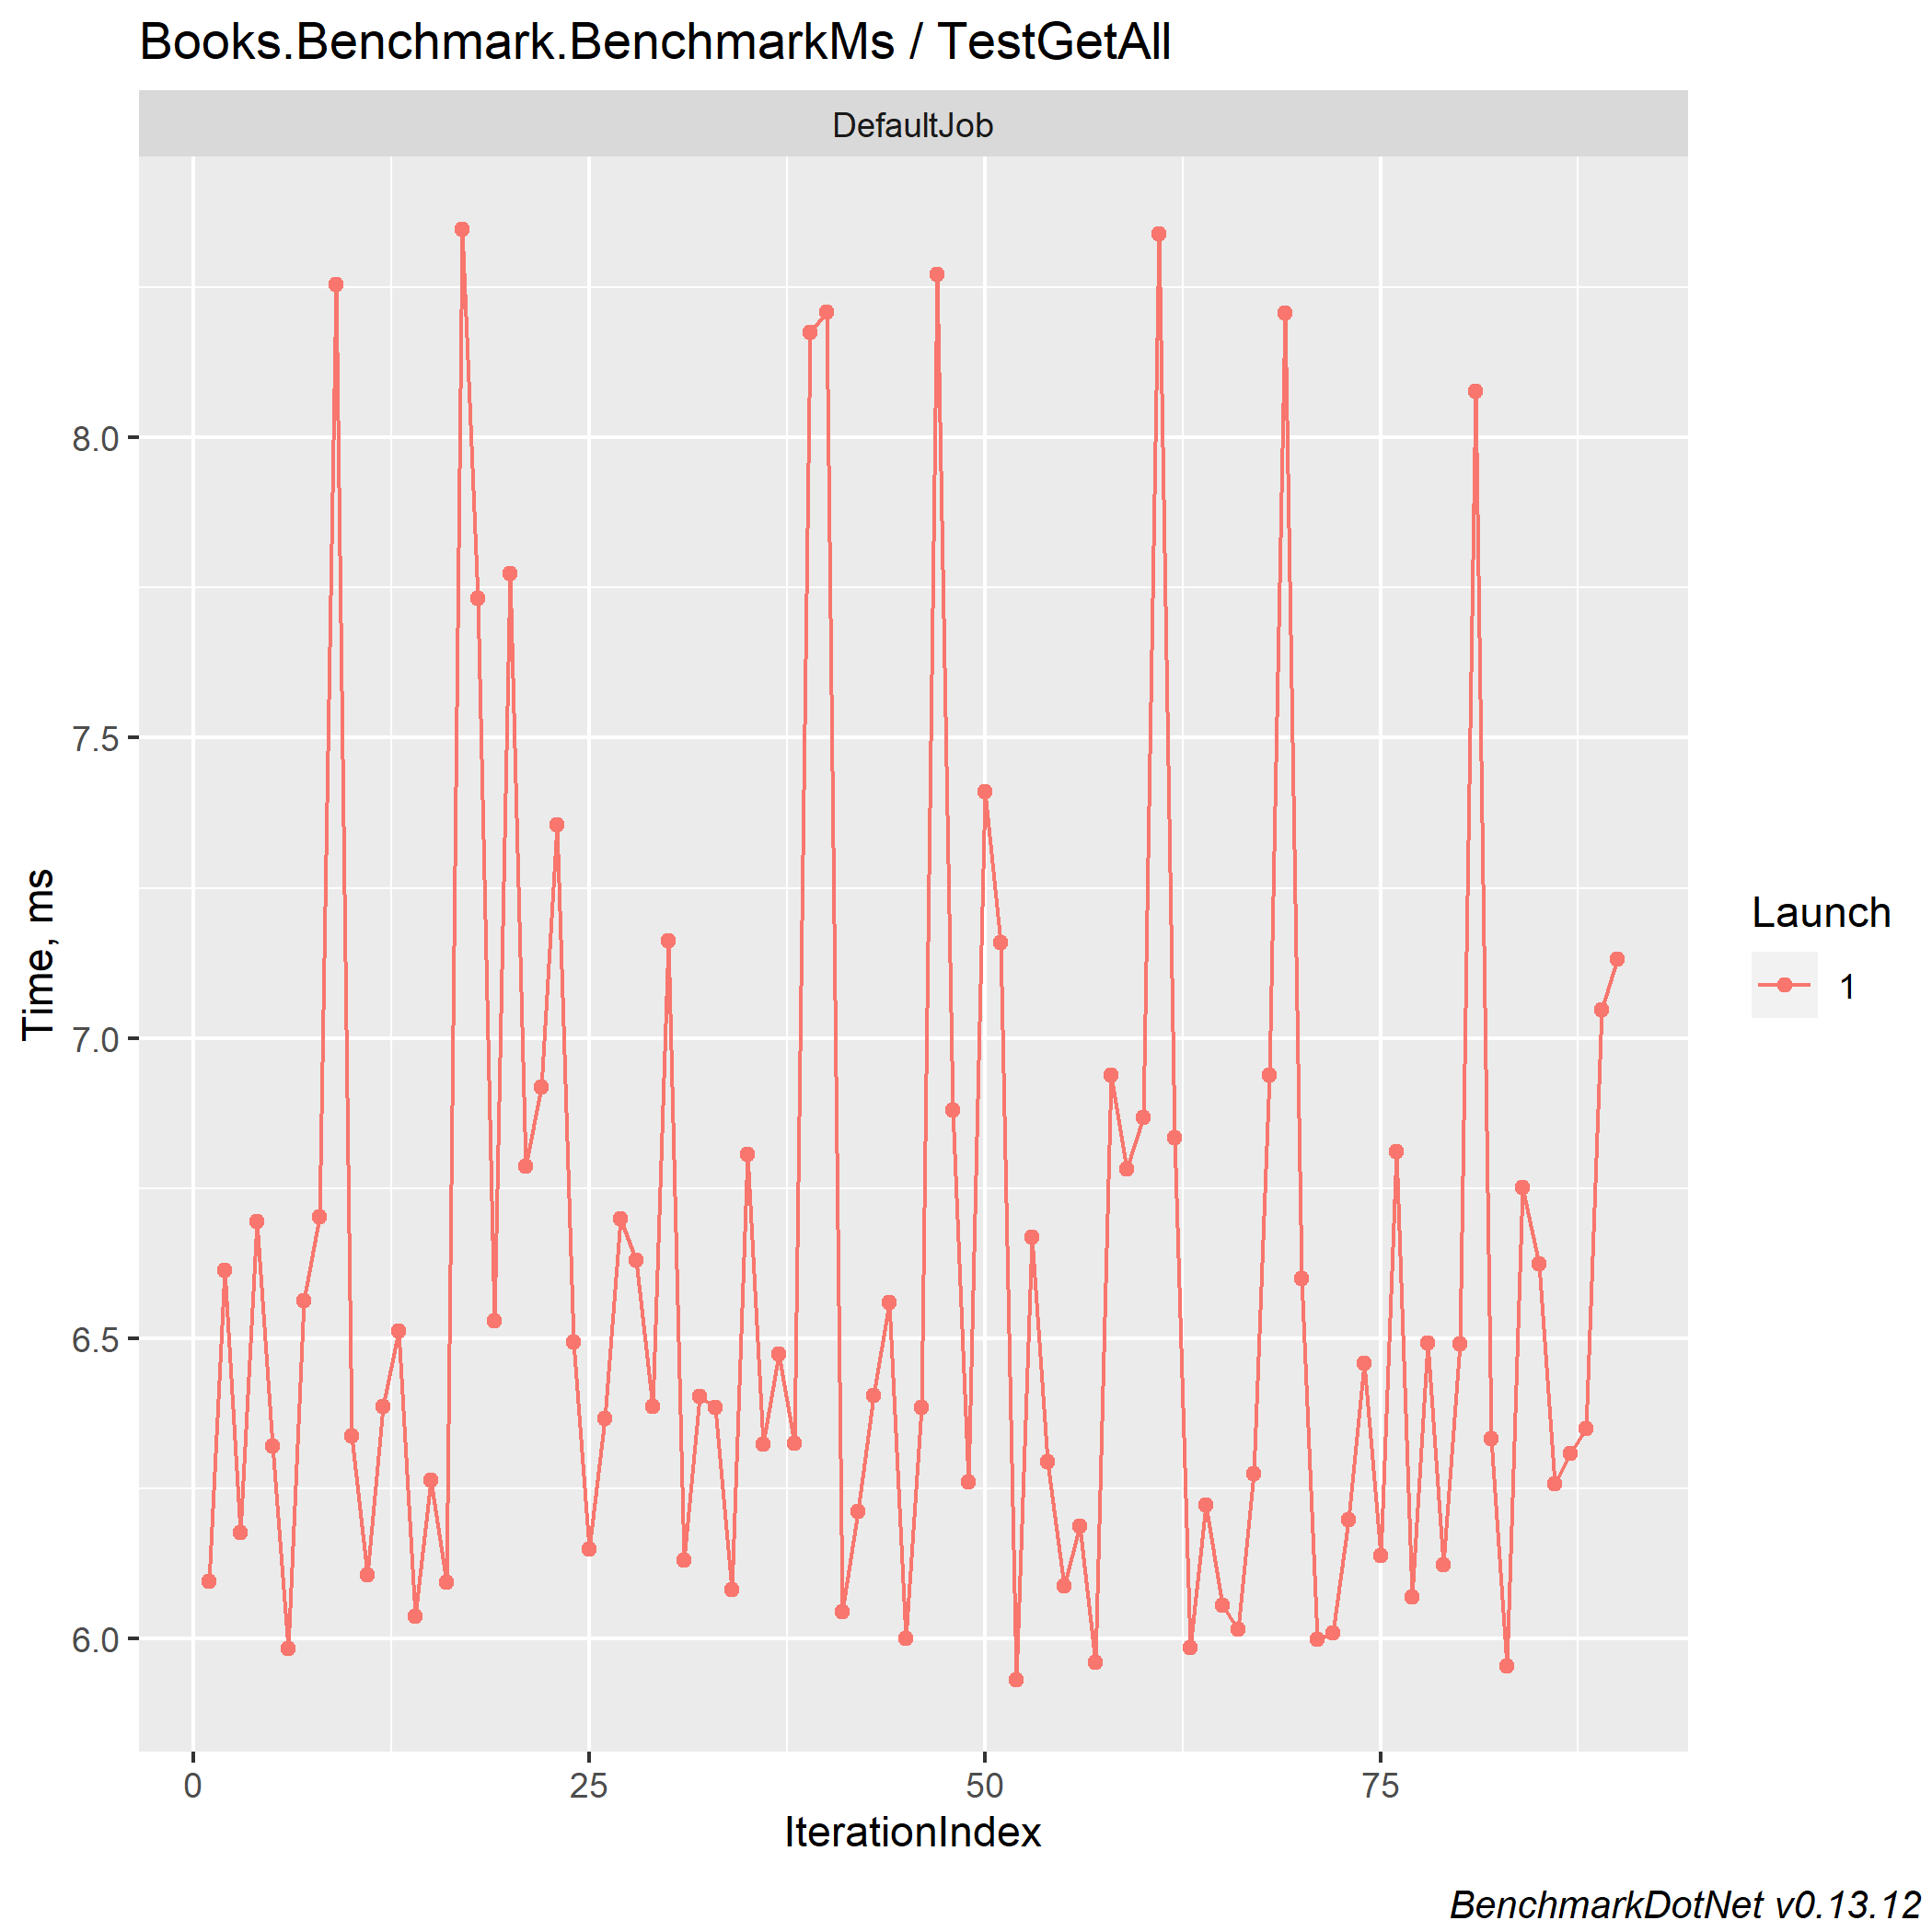 Books.Benchmark.BenchmarkMs / TestGetAll
DefaultJob
8.0
7.5
7.0
6.5
6.0
Time, ms
0 25 50 75
IterationIndex
Launch
1
BenchmarkDotNet v0.13.12